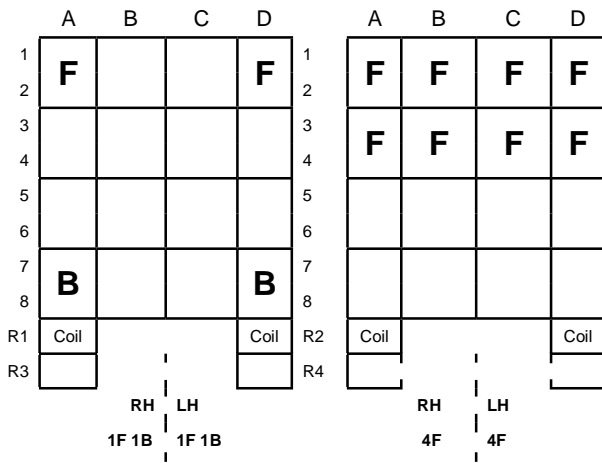 A B C D A B C D
1 1
F F F F F F
2 2
3 3
F F F F
4 4
5 5
6 6
7 7
B B
8 8
R1 Coil Coil R2 Coil Coil
R3 R4
RH LH RH LH
1F 1B 1F 1B 4F 4F